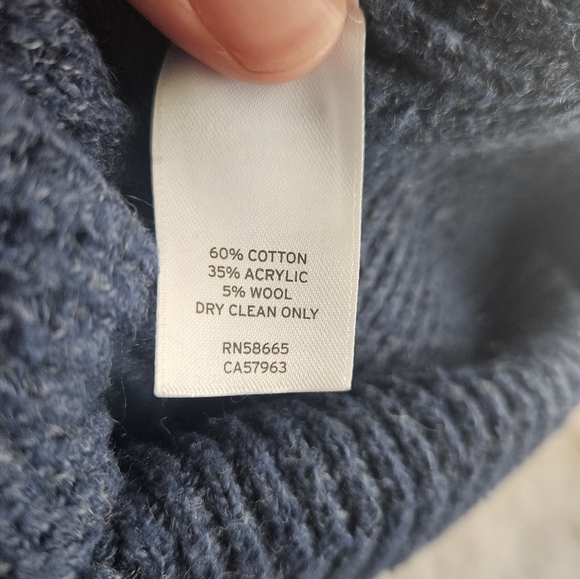 60% COTTON
35% ACRYLIC
5% WOOL
DRY CLEAN ONLY
RN58665
CA57963